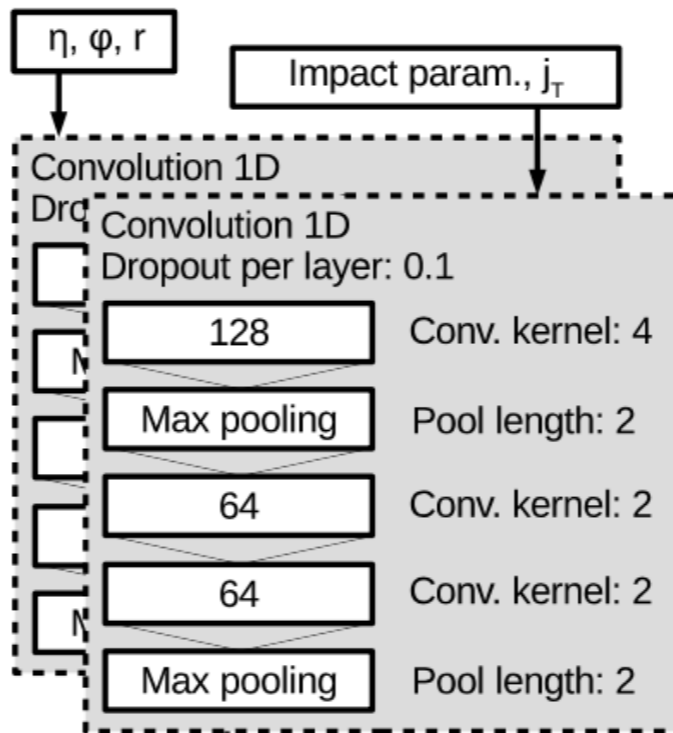 η, φ, r
Impact param., j_T
Convolution 1D
Convolution 1D
Dropout per layer: 0.1
128 Conv. kernel: 4
Max pooling Pool length: 2
64 Conv. kernel: 2
64 Conv. kernel: 2
Max pooling Pool length: 2